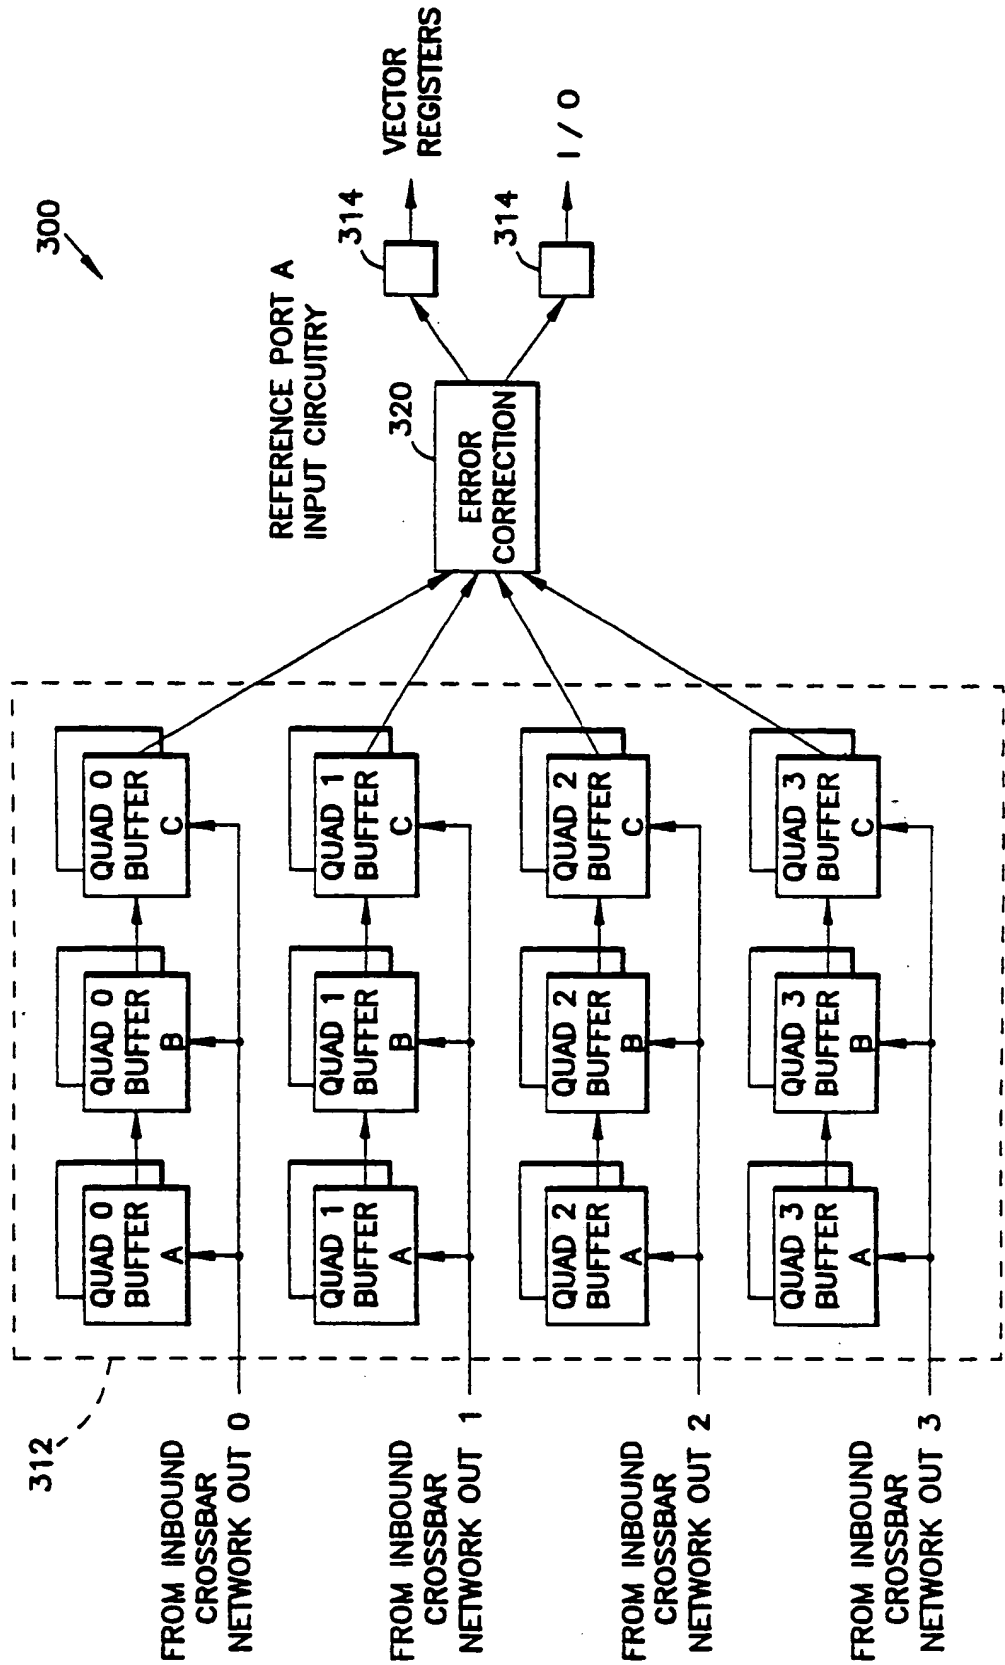 300
REFERENCE PORT A
INPUT CIRCUITRY
312
FROM INBOUND
CROSSBAR
NETWORK OUT 0
QUAD 0
BUFFER
A
QUAD 0
BUFFER
B
QUAD 0
BUFFER
C
FROM INBOUND
CROSSBAR
NETWORK OUT 1
QUAD 1
BUFFER
A
QUAD 1
BUFFER
B
QUAD 1
BUFFER
C
FROM INBOUND
CROSSBAR
NETWORK OUT 2
QUAD 2
BUFFER
A
QUAD 2
BUFFER
B
QUAD 2
BUFFER
C
FROM INBOUND
CROSSBAR
NETWORK OUT 3
QUAD 3
BUFFER
A
QUAD 3
BUFFER
B
QUAD 3
BUFFER
C
320
ERROR
CORRECTION
314
VECTOR
REGISTERS
314
I / O